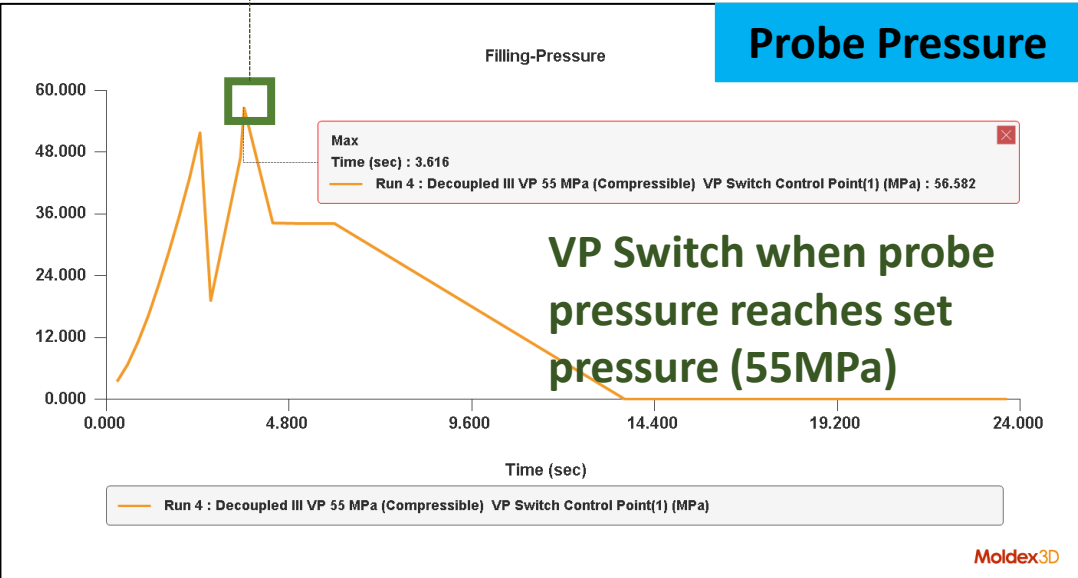 Probe Pressure
Filling-Pressure
60.000
48.000
36.000
24.000
12.000
0.000
Max
Time (sec) : 3.616
Run 4 : Decoupled III VP 55 MPa (Compressible)  VP Switch Control Point(1) (MPa) : 56.582
VP Switch when probe
pressure reaches set
pressure (55MPa)
0.000 4.800 9.600 14.400 19.200 24.000
Time (sec)
Run 4 : Decoupled III VP 55 MPa (Compressible)  VP Switch Control Point(1) (MPa)
Moldex3D